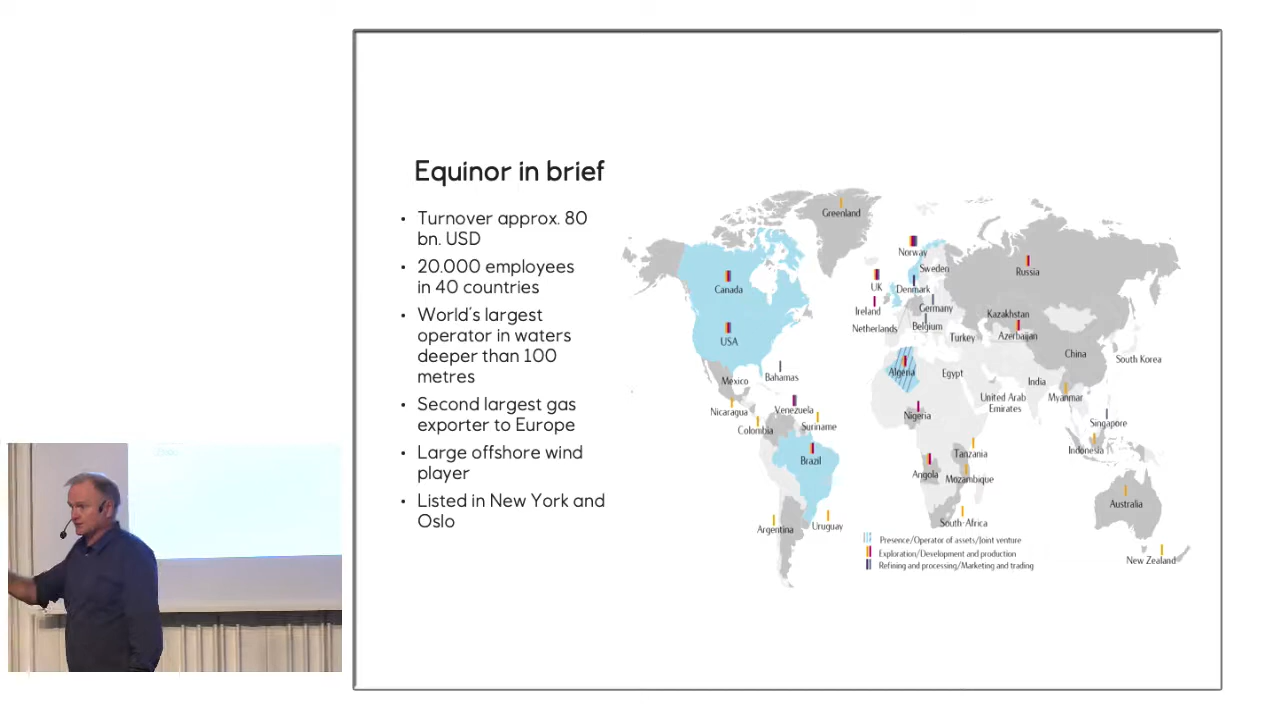 Equinor in brief
• Turnover approx. 80
bn. USD
• 20.000 employees
in 40 countries
• World's largest
operator in waters
deeper than 100
metres
• Second largest gas
exporter to Europe
• Large offshore wind
player
• Listed in New York and
Oslo
Greenland
Norway
Sweden
Russia
Canada
UK
Denmark
Ireland
Germany
Kazakhstan
Netherlands
Belgium
Azerbaijan
USA
Turkey
China
South Korea
Mexico
Bahamas
Algeria
Egypt
India
United Arab
Emirates
Myanmar
Nicaragua
Venezuela
Nigeria
Singapore
Colombia
Suriname
Indonesia
Brazil
Tanzania
Angola
Mozambique
Australia
Argentina
Uruguay
South-Africa
New Zealand
Presence/Operator of assets/Joint venture
Exploration/Development and production
Refining and processing/Marketing and trading